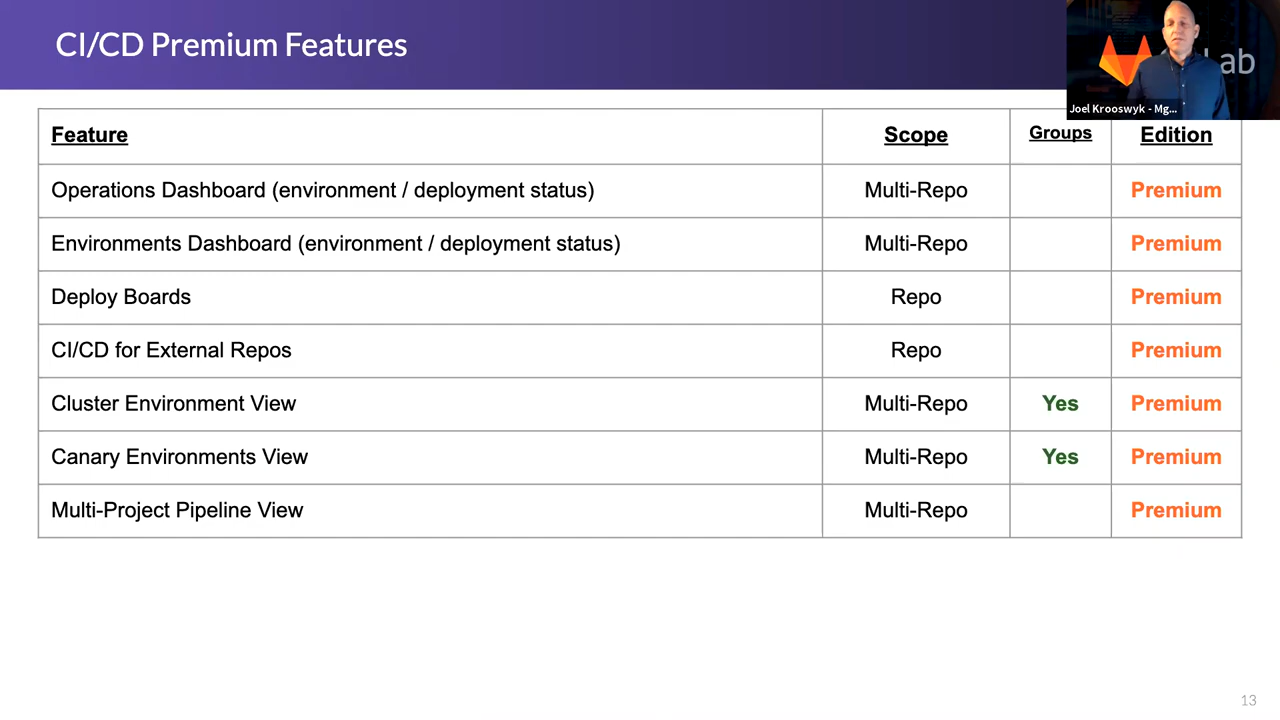 CI/CD Premium Features
ab
Joel Krooswyk - Mg...
Feature Scope Groups Edition
Operations Dashboard (environment / deployment status) Multi-Repo Premium
Environments Dashboard (environment / deployment status) Multi-Repo Premium
Deploy Boards Repo Premium
CI/CD for External Repos Repo Premium
Cluster Environment View Multi-Repo Yes Premium
Canary Environments View Multi-Repo Yes Premium
Multi-Project Pipeline View Multi-Repo Premium
13